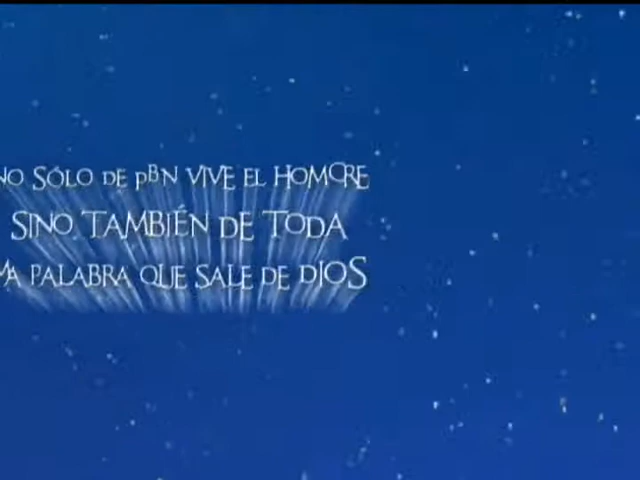 NO SÓLO DE PBN VIVE EL HOMCRE
SINO TAMBIÉN DE TODA
PALABRA QUE SALE DE DIOS